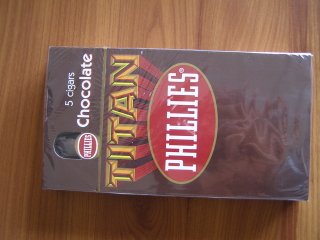 5 cigars
Chocolate
PHILLIES
TITAN
PHILLIES®